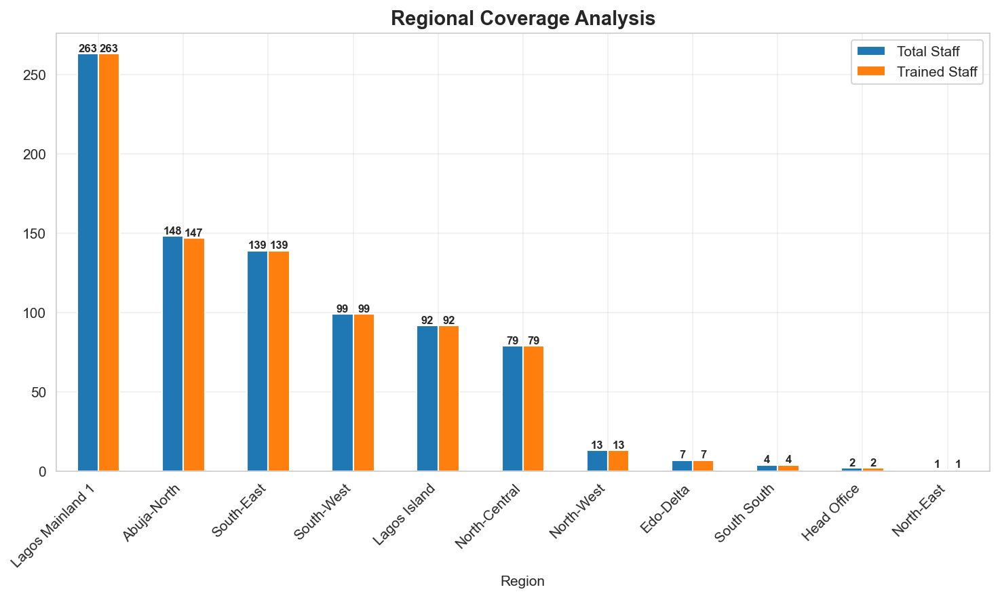 Regional Coverage Analysis
Total Staff
Trained Staff
250
200
150
100
50
0
263 263
148 147
139 139
99 99
92 92
79 79
13 13
7 7
4 4
2 2
1 1
Lagos Mainland 1
Abuja-North
South-East
South-West
Lagos Island
North-Central
North-West
Edo-Delta
South South
Head Office
North-East
Region